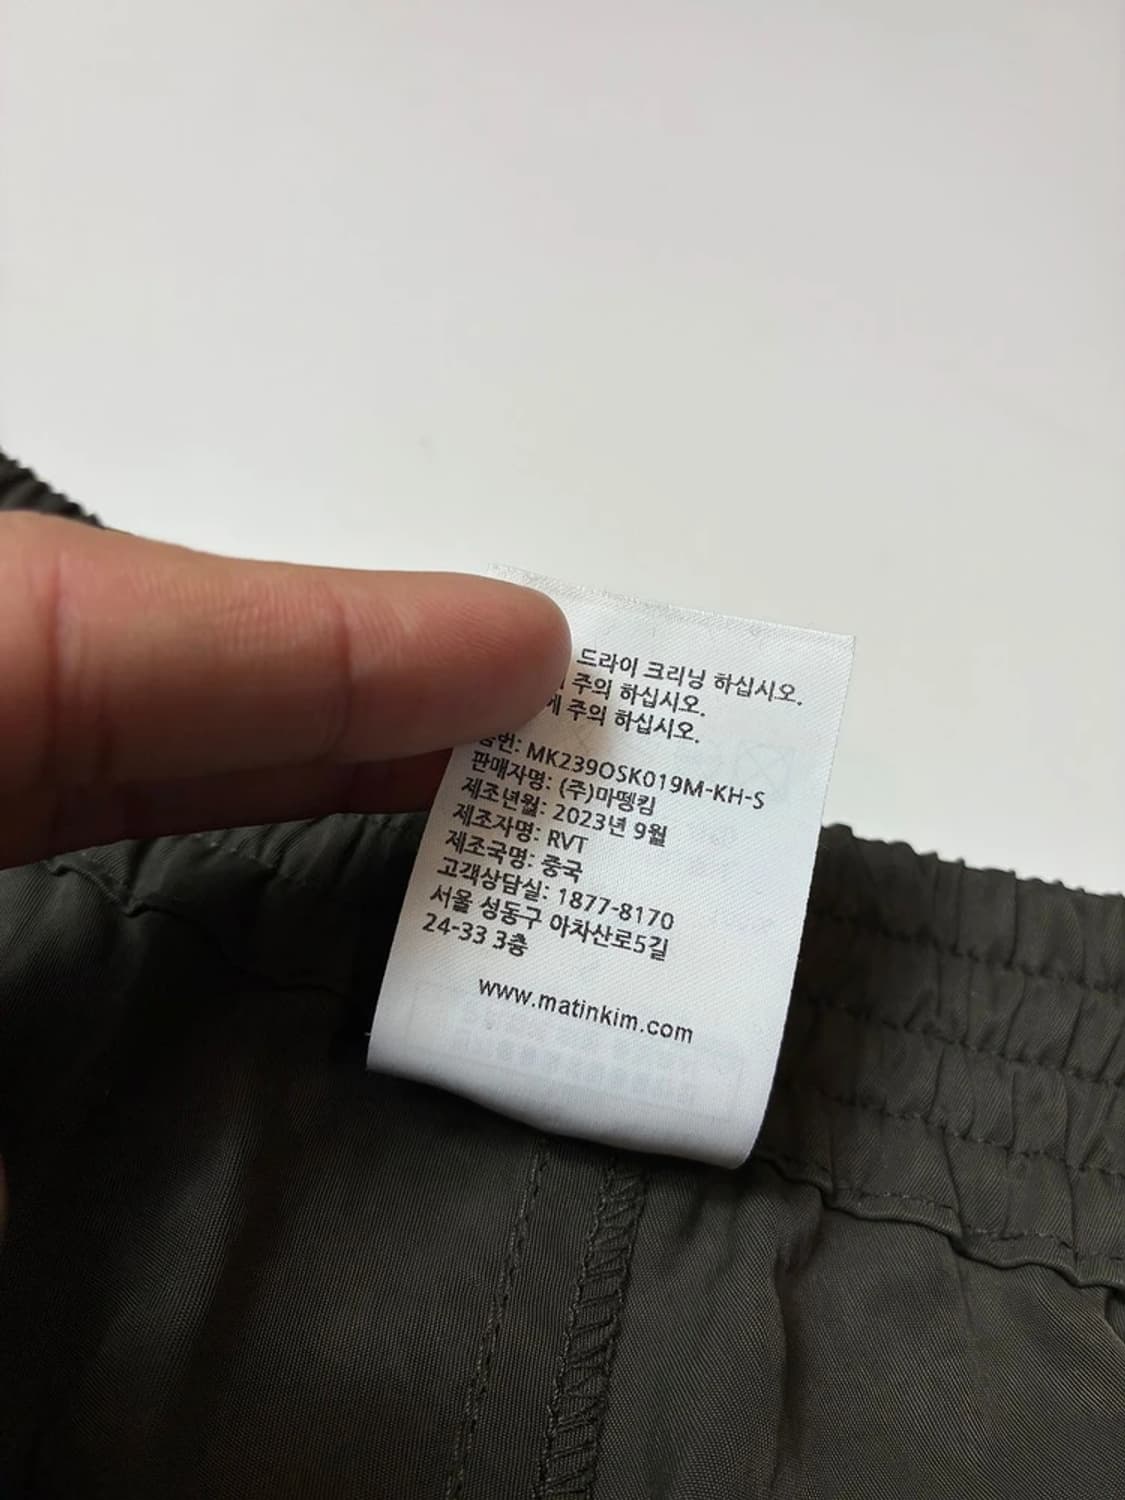 드라이 크리닝 하십시오.
주의 하십시오.
에 주의 하십시오.
품번: MK239OSK019M-KH-S
판매자명: (주)마뗑킴
제조년월: 2023년 9월
제조자명: RVT
제조국명: 중국
고객상담실: 1877-8170
서울 성동구 아차산로5길
24-33 3층
www.matinkim.com